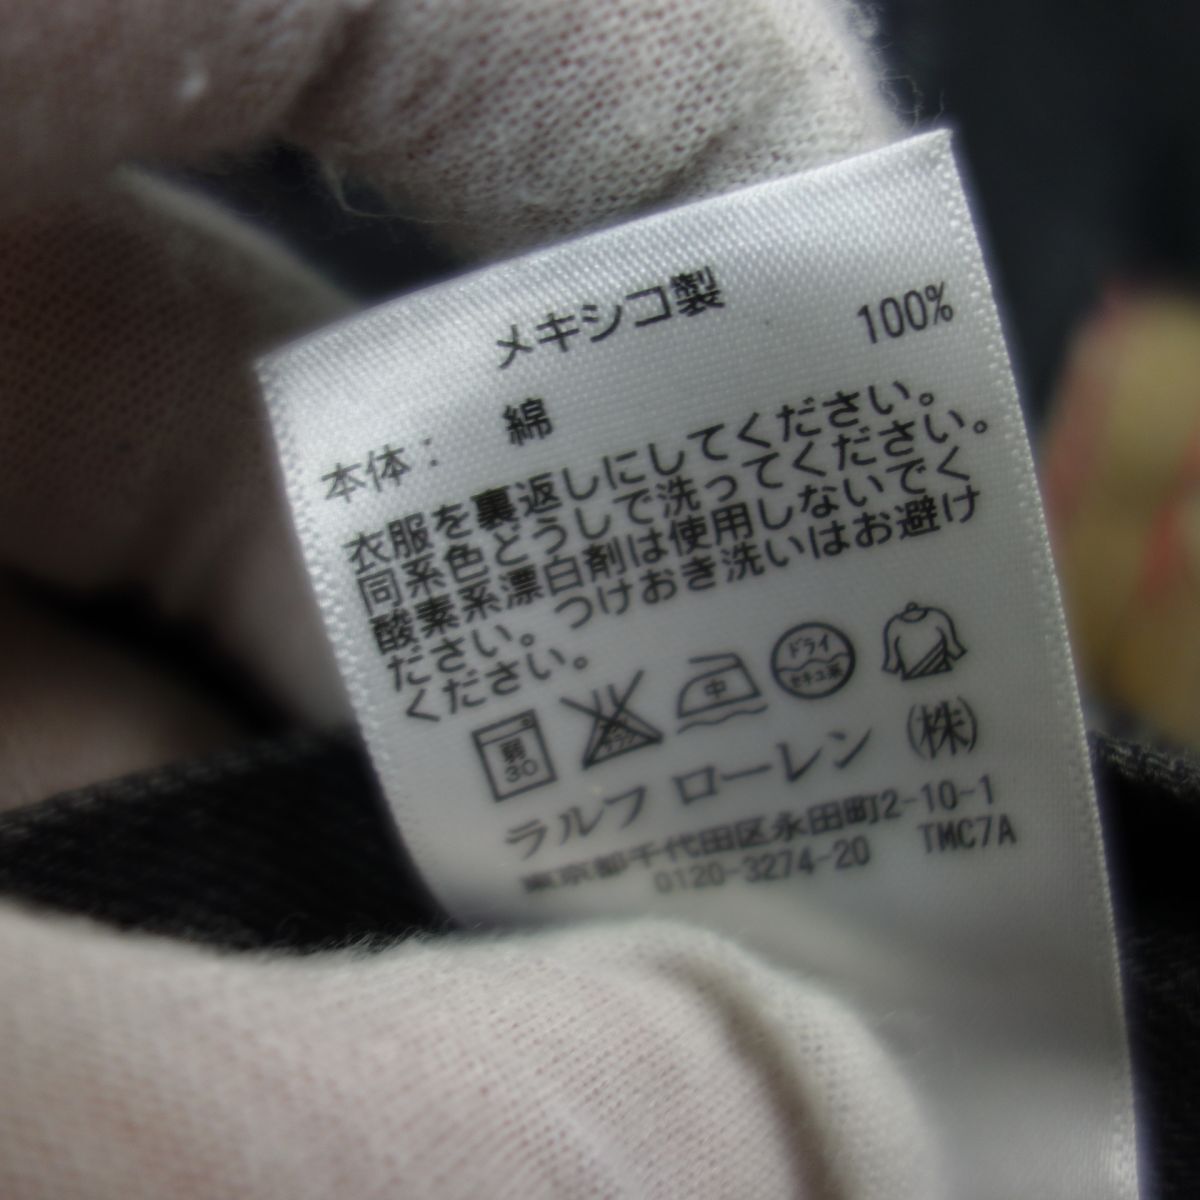 メキシコ製
本体: 綿 100%
衣服を裏返しにしてください。
同系色どうしで洗ってください。
酸素系漂白剤は使用しないでく
ださい。つけおき洗いはお避け
ください。
弱
30
中
ドライ
セキユ系
ラルフ ローレン (株)
東京都千代田区永田町2-10-1
0120-3274-20 TMC7A